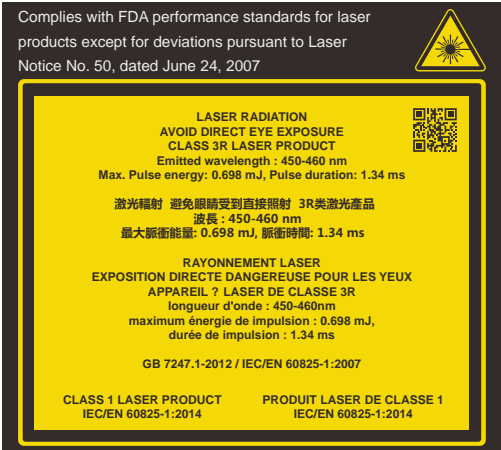 Complies with FDA performance standards for laser
products except for deviations pursuant to Laser
Notice No. 50, dated June 24, 2007
LASER RADIATION
AVOID DIRECT EYE EXPOSURE
CLASS 3R LASER PRODUCT
Emitted wavelength : 450-460 nm
Max. Pulse energy: 0.698 mJ, Pulse duration: 1.34 ms
激光輻射 避免眼睛受到直接照射 3R类激光產品
波長 : 450-460 nm
最大脈衝能量: 0.698 mJ, 脈衝時間: 1.34 ms
RAYONNEMENT LASER
EXPOSITION DIRECTE DANGEREUSE POUR LES YEUX
APPAREIL ? LASER DE CLASSE 3R
longueur d'onde : 450-460nm
maximum énergie de impulsion : 0.698 mJ,
durée de impulsion : 1.34 ms
GB 7247.1-2012 / IEC/EN 60825-1:2007
CLASS 1 LASER PRODUCT
IEC/EN 60825-1:2014
PRODUIT LASER DE CLASSE 1
IEC/EN 60825-1:2014